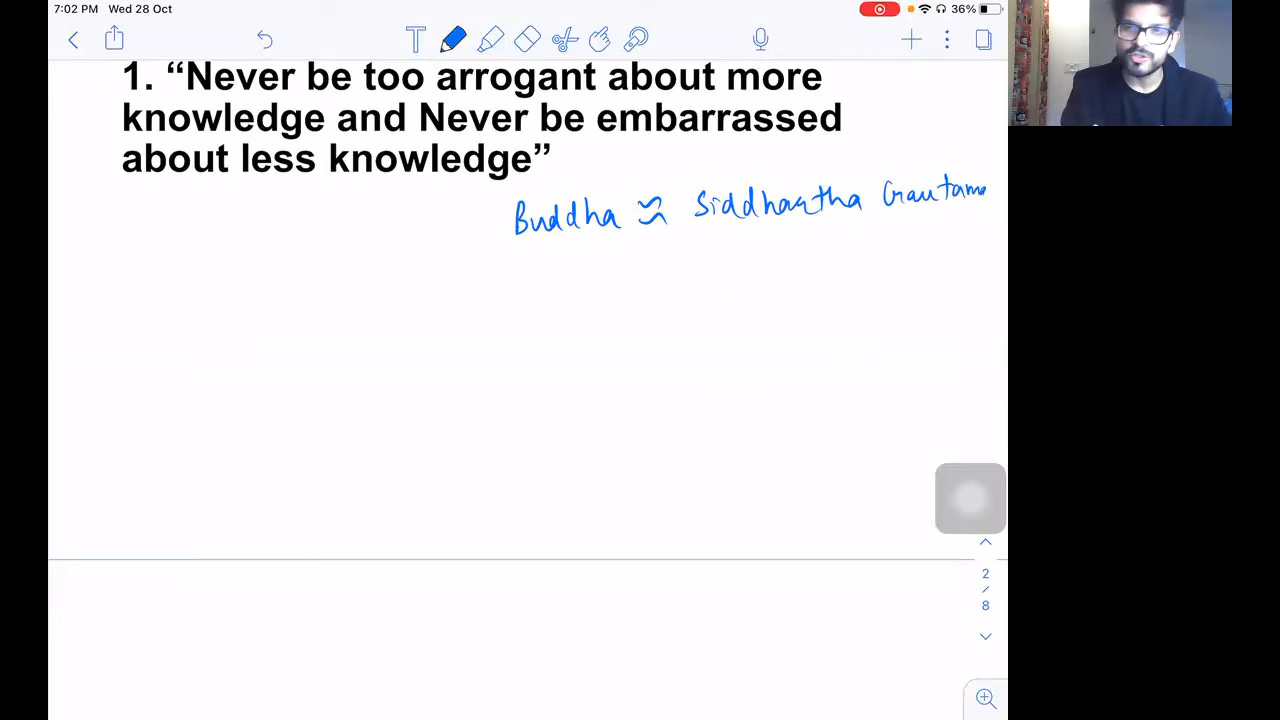 7:02 PM Wed 28 Oct 36%
T
1. “Never be too arrogant about more
knowledge and Never be embarrassed
about less knowledge”
Buddha ≈ Siddhartha Gautama
2
/
8